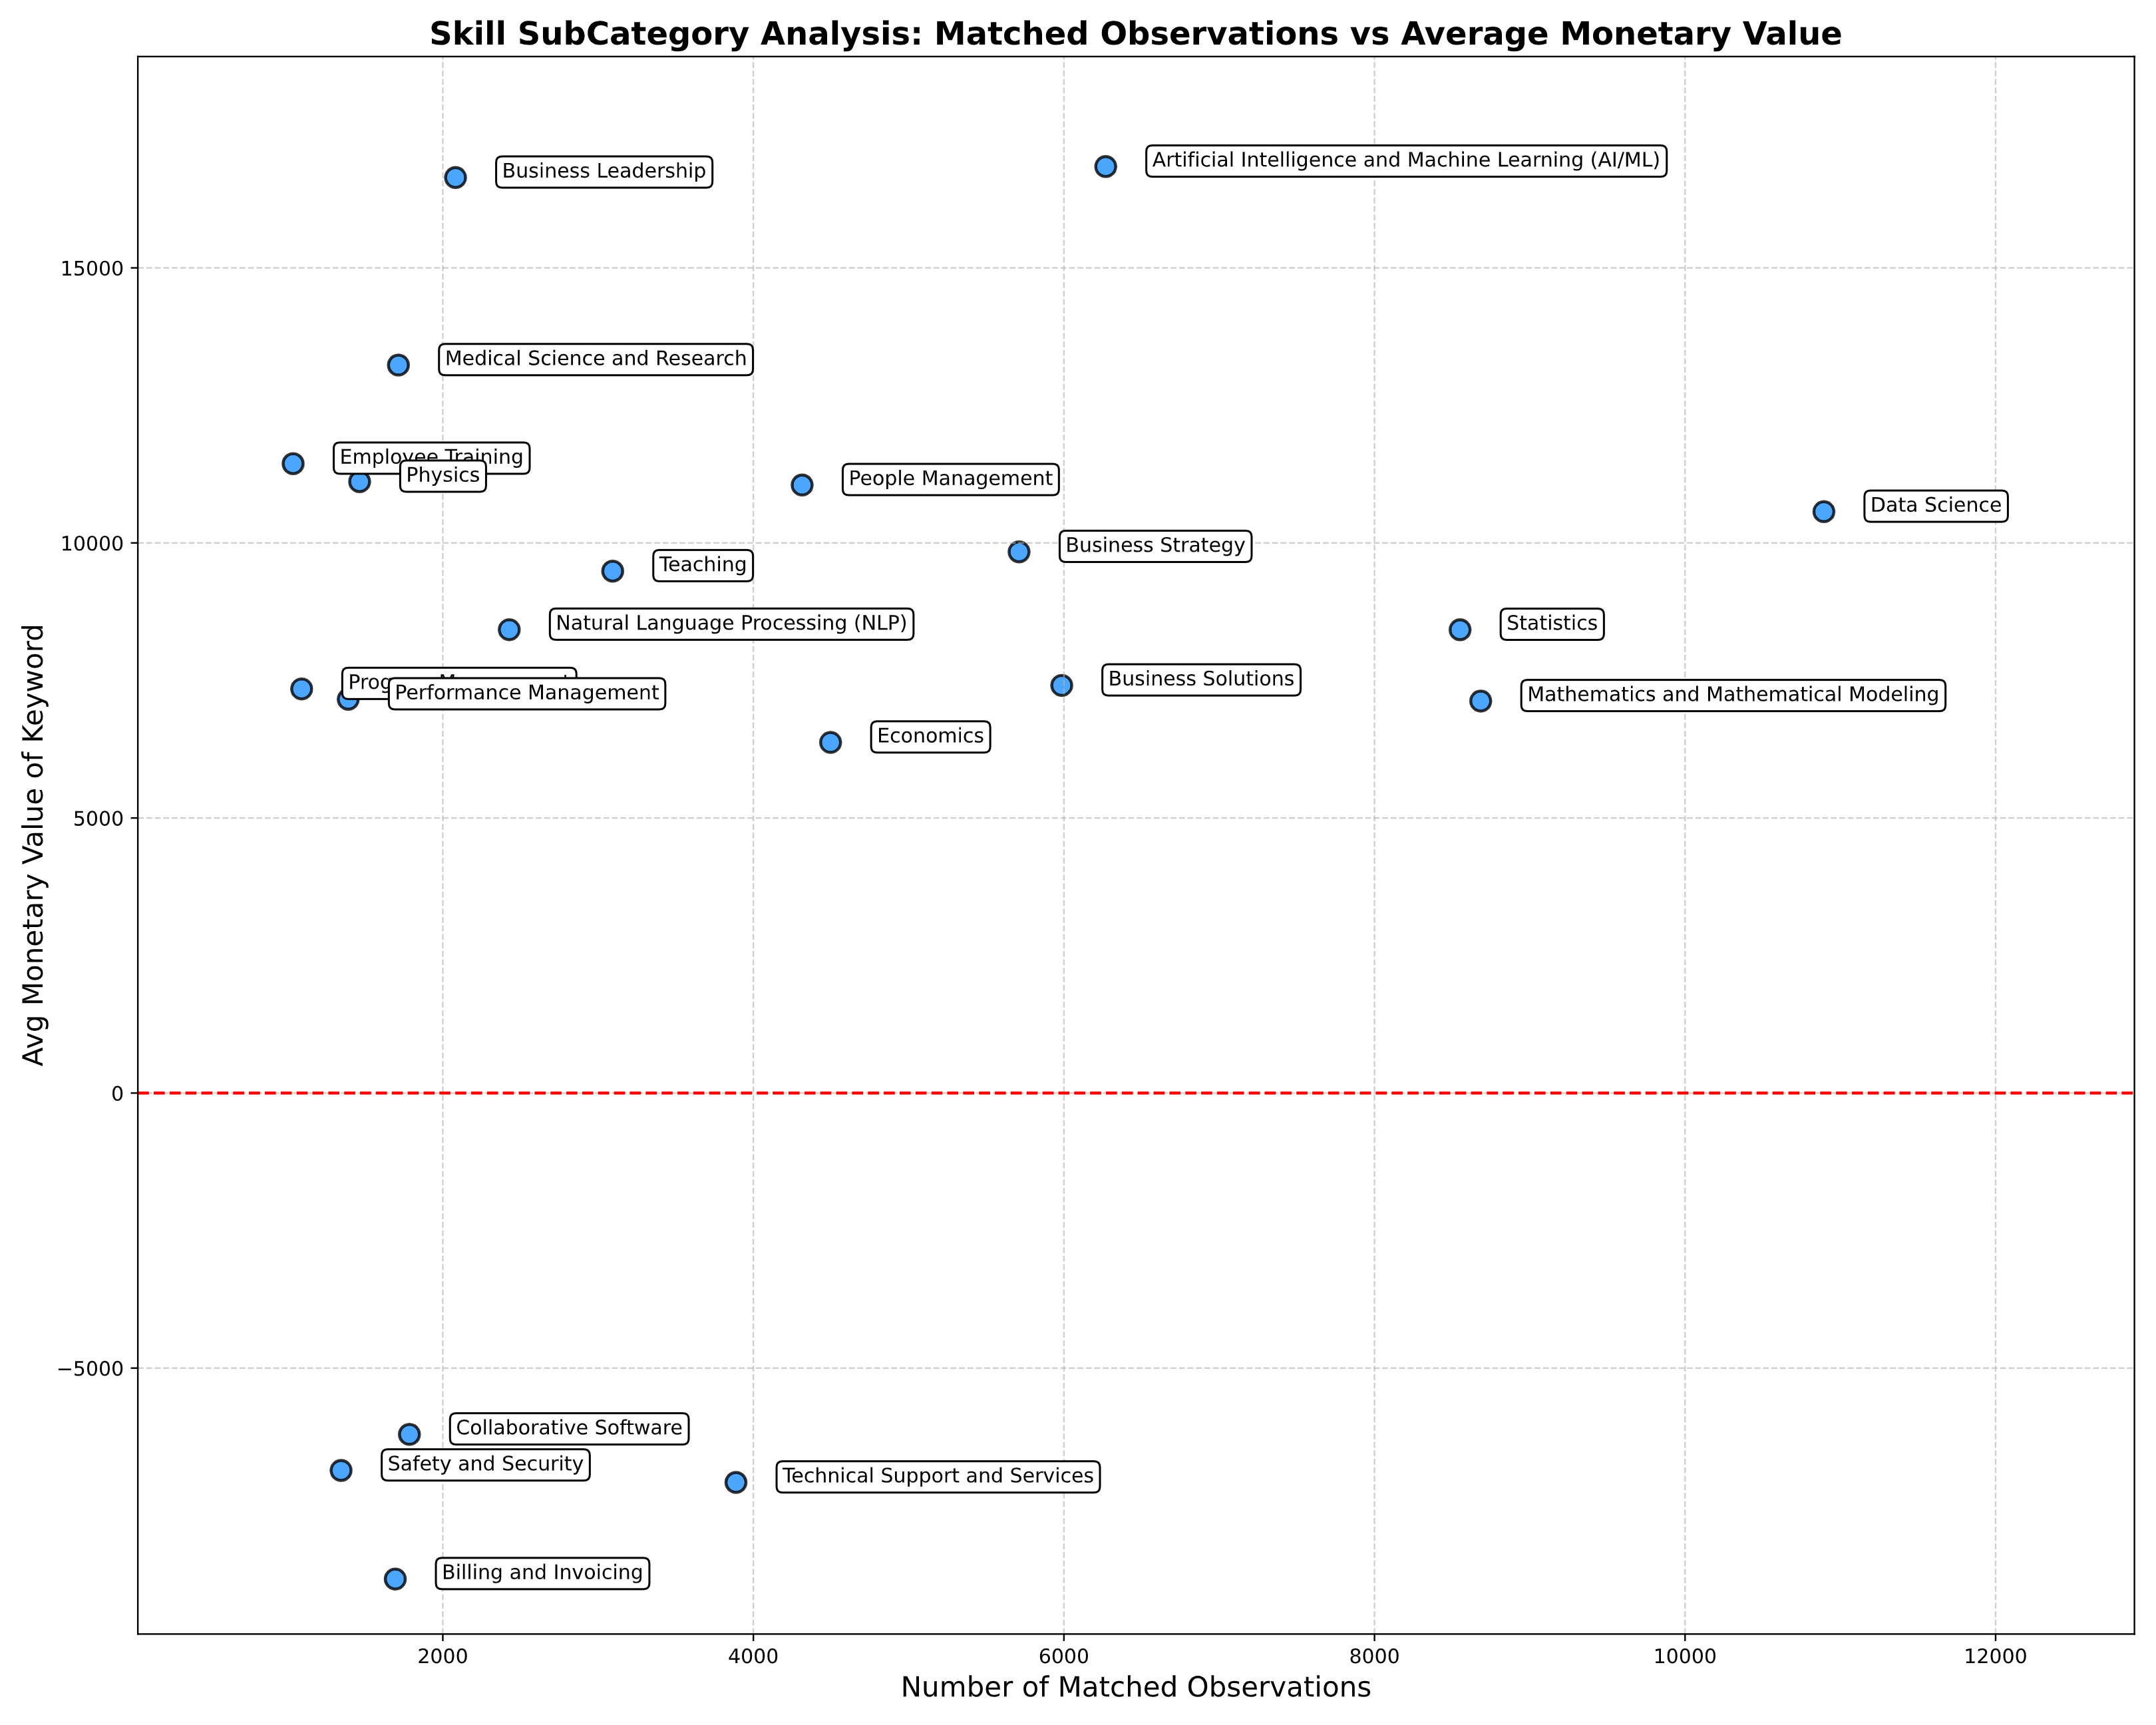 Skill SubCategory Analysis: Matched Observations vs Average Monetary Value
Avg Monetary Value of Keyword
15000
10000
5000
0
−5000
Business Leadership
Artificial Intelligence and Machine Learning (AI/ML)
Medical Science and Research
Employee Training
Physics
People Management
Data Science
Business Strategy
Teaching
Natural Language Processing (NLP)
Statistics
Business Solutions
Performance Management
Mathematics and Mathematical Modeling
Economics
Collaborative Software
Safety and Security
Technical Support and Services
Billing and Invoicing
2000
4000
6000
8000
10000
12000
Number of Matched Observations